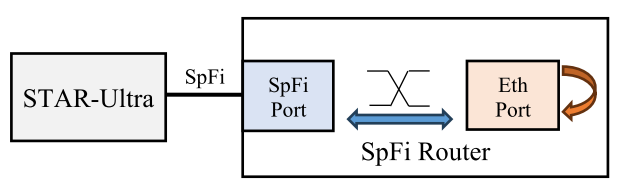 STAR-Ultra
SpFi
SpFi
Port
Eth
Port
SpFi Router